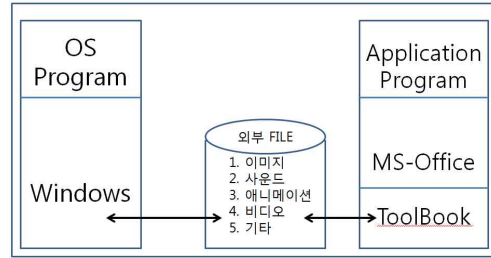 OS
Program
Windows
외부 FILE
1. 이미지
2. 사운드
3. 애니메이션
4. 비디오
5. 기타
Application
Program
MS-Office
ToolBook